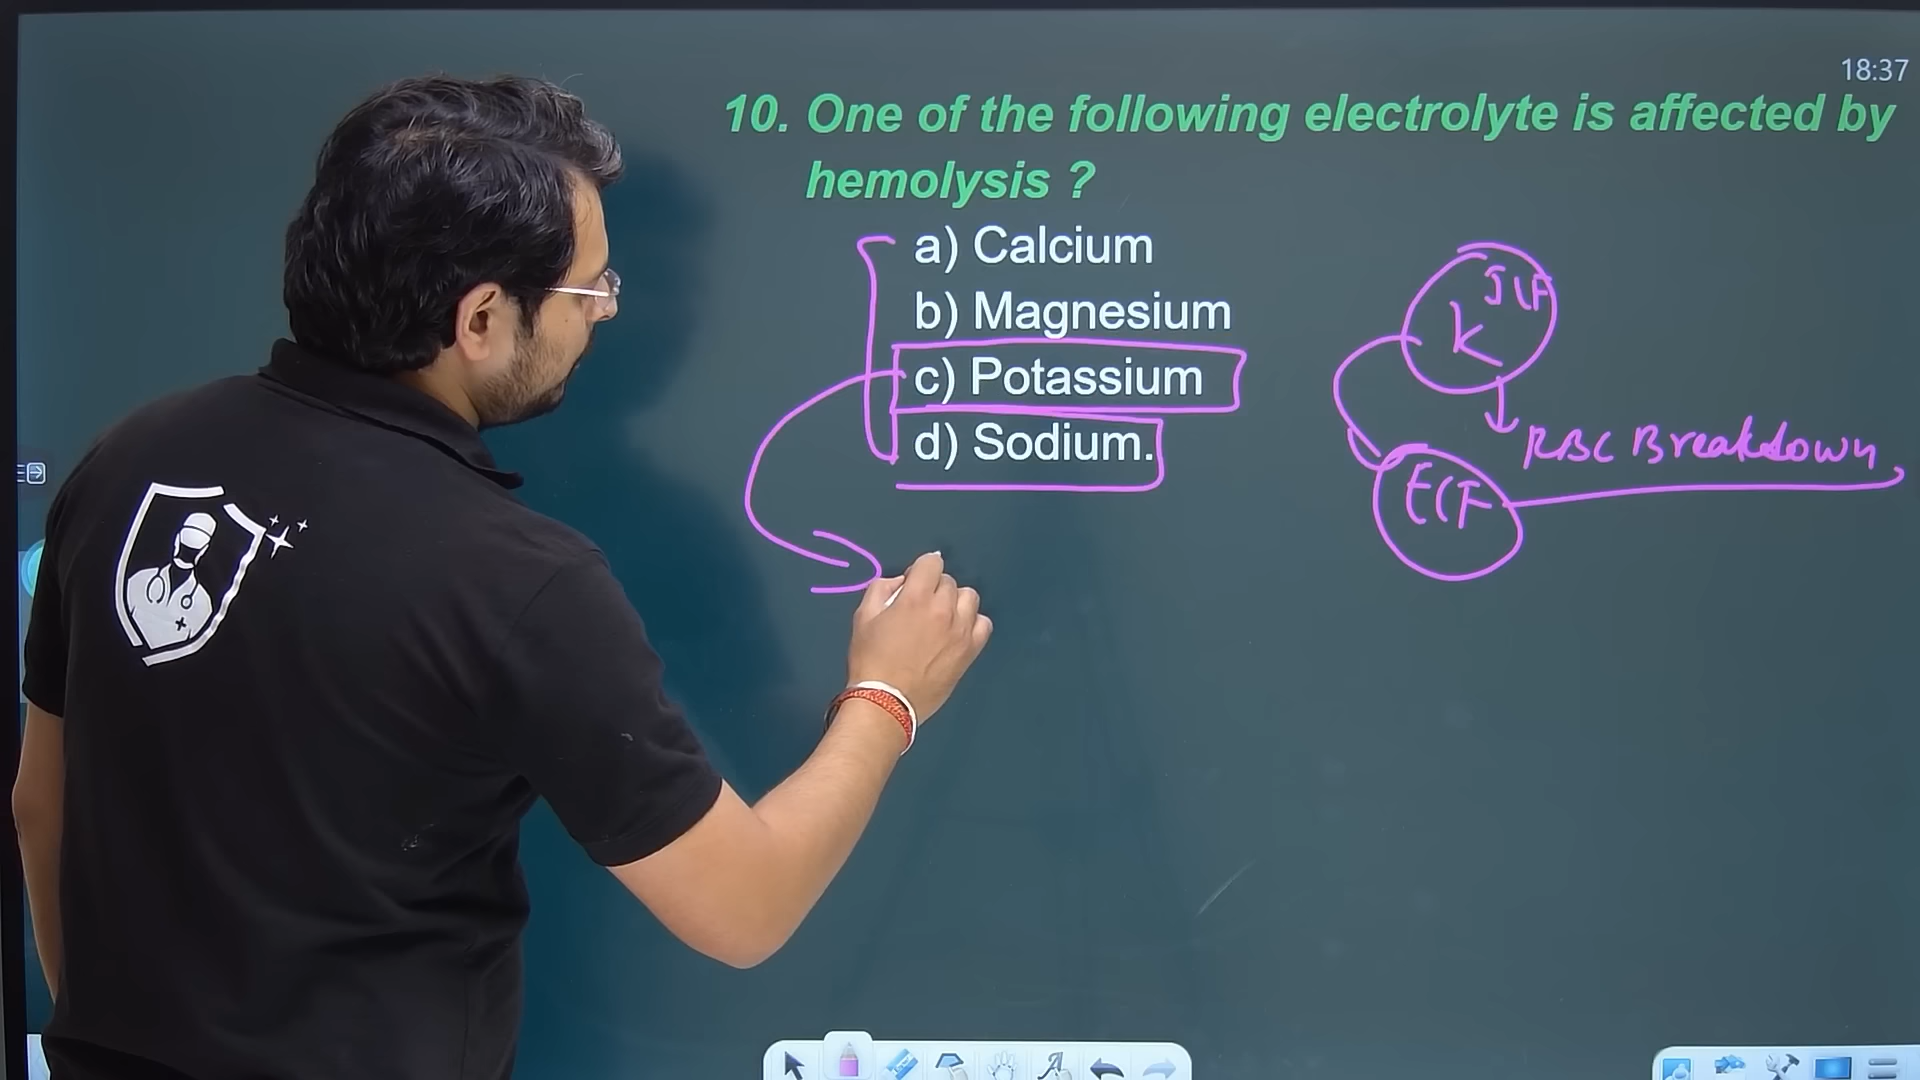 18:37
10. One of the following electrolyte is affected by
hemolysis ?
a) Calcium
b) Magnesium
c) Potassium
d) Sodium.
K
RBC Breakdown
ECF